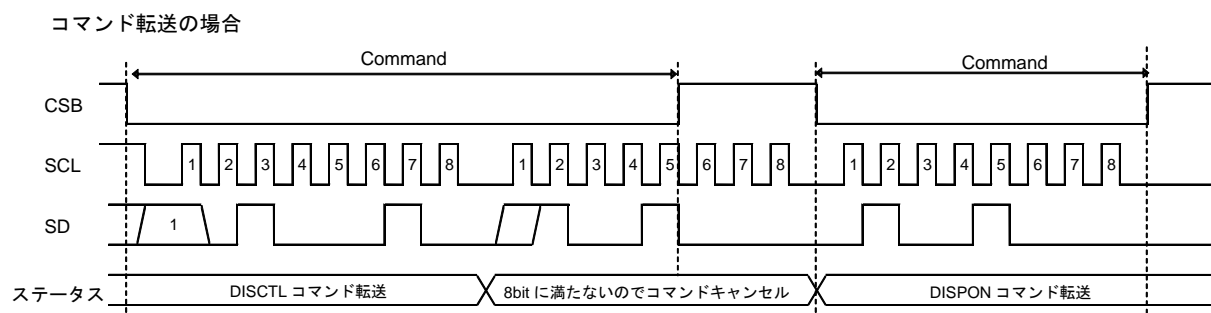 コマンド転送の場合
Command Command
CSB
SCL 1 2 3 4 5 6 7 8 1 2 3 4 5 6 7 8 1 2 3 4 5 6 7 8
SD 1
ステータス DISCTL コマンド転送 8bit に満たないのでコマンドキャンセル DISPON コマンド転送